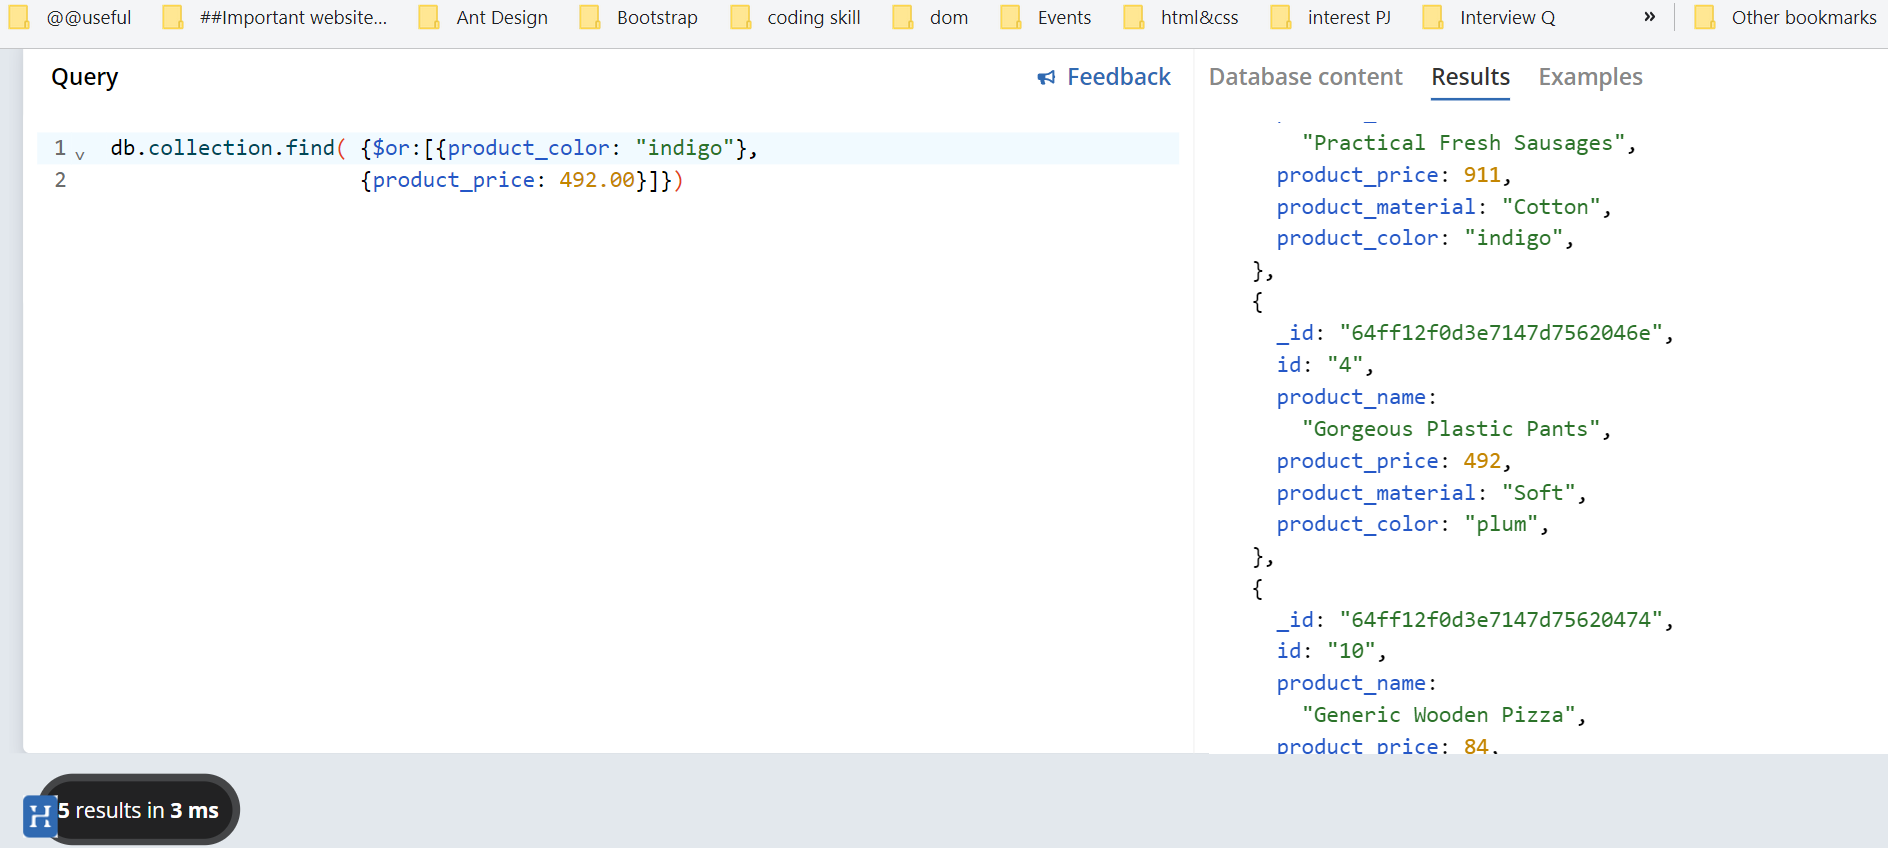 @@useful
##Important website...
Ant Design
Bootstrap
coding skill
dom
Events
html&css
interest PJ
Interview Q
»
Other bookmarks
Query
Feedback
1 db.collection.find( {$or:[{product_color: "indigo"},
2 {product_price: 492.00}]})
Database content
Results
Examples
"Practical Fresh Sausages",
product_price: 911,
product_material: "Cotton",
product_color: "indigo",
},
{
_id: "64ff12f0d3e7147d7562046e",
id: "4",
product_name:
"Gorgeous Plastic Pants",
product_price: 492,
product_material: "Soft",
product_color: "plum",
},
{
_id: "64ff12f0d3e7147d75620474",
id: "10",
product_name:
"Generic Wooden Pizza",
product_price: 84,
H
5 results in 3 ms